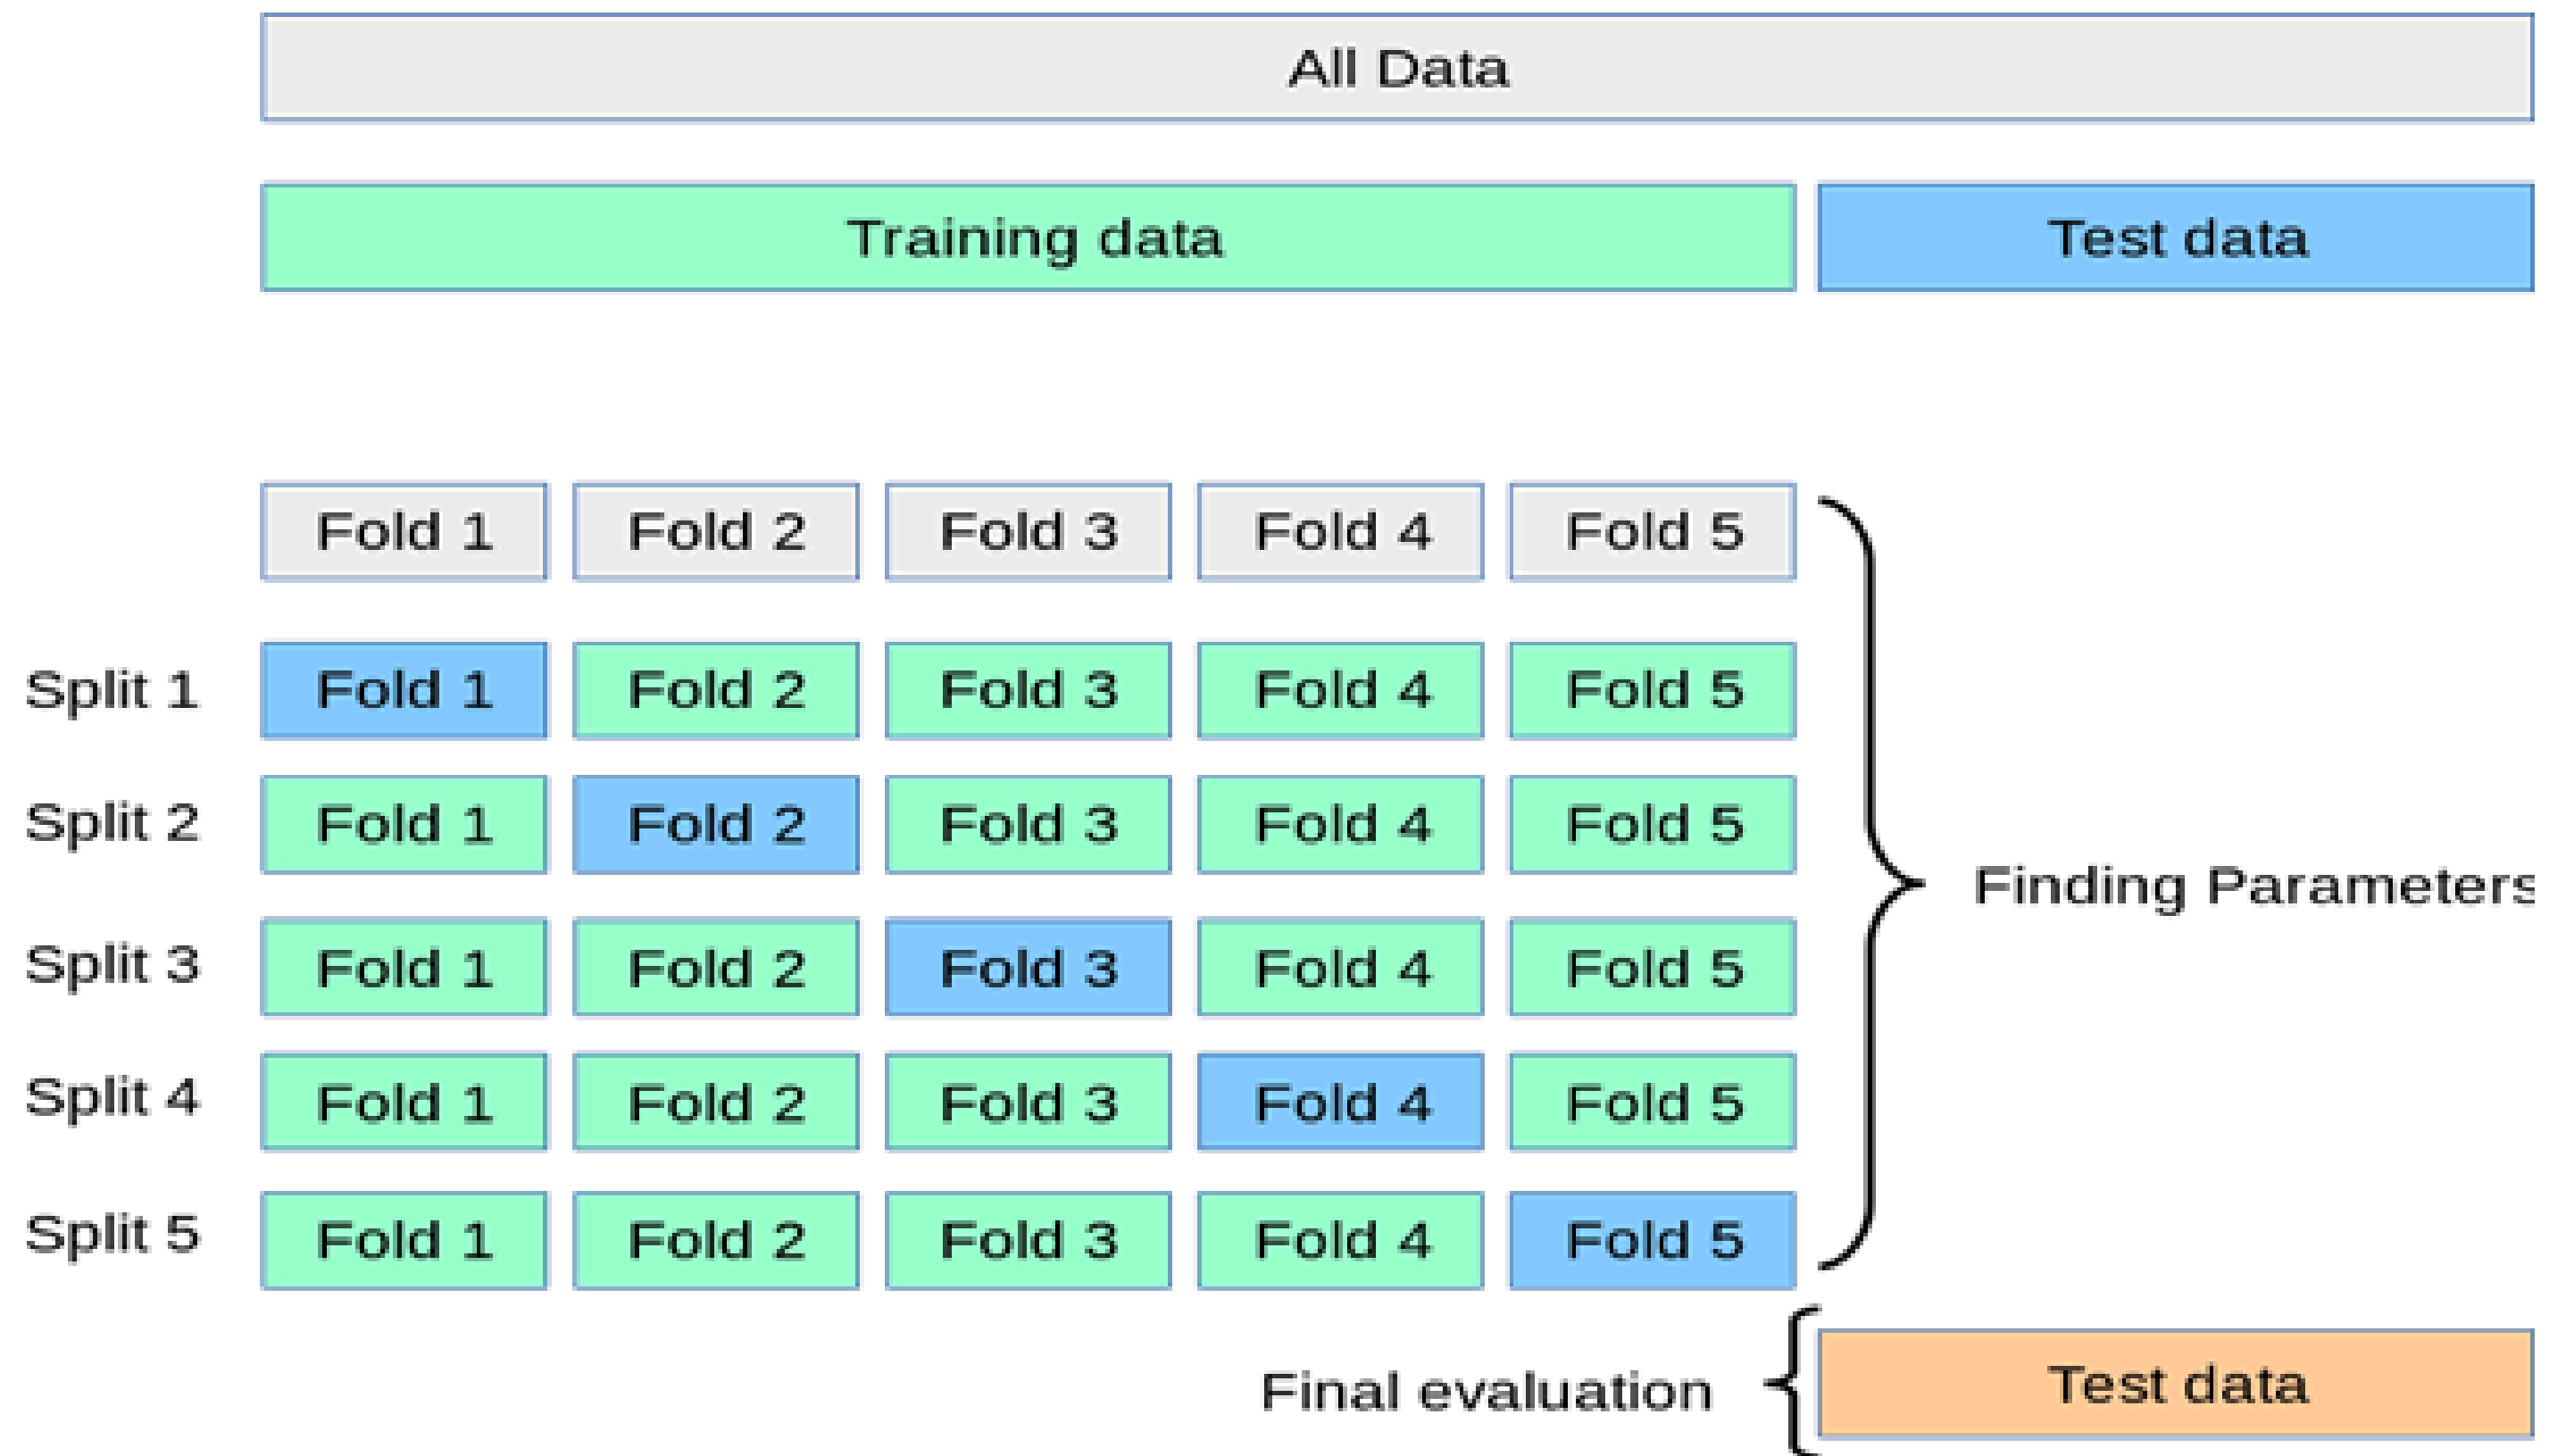 All Data
Training data Test data
Fold 1 Fold 2 Fold 3 Fold 4 Fold 5
Split 1 Fold 1 Fold 2 Fold 3 Fold 4 Fold 5
Split 2 Fold 1 Fold 2 Fold 3 Fold 4 Fold 5
Finding Parameters
Split 3 Fold 1 Fold 2 Fold 3 Fold 4 Fold 5
Split 4 Fold 1 Fold 2 Fold 3 Fold 4 Fold 5
Split 5 Fold 1 Fold 2 Fold 3 Fold 4 Fold 5
Final evaluation Test data